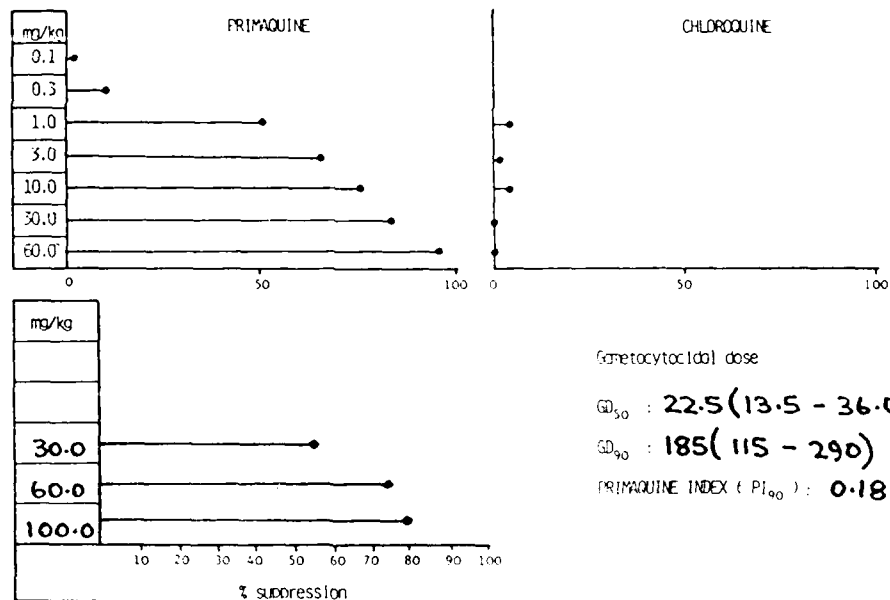 mg/kg PRIMAQUINE CHLOROQUINE
0.1
0.3
1.0
3.0
10.0
30.0
60.0
0 50 100 0 50 100
mg/kg
30.0
60.0
100.0
10 20 30 40 50 60 70 80 90 100
% suppression
Gametocytocidal dose
GD50 : 22.5(13.5 - 36.0
GD90 : 185( 115 - 290)
PRIMAQUINE INDEX ( PI90 ) : 0.18